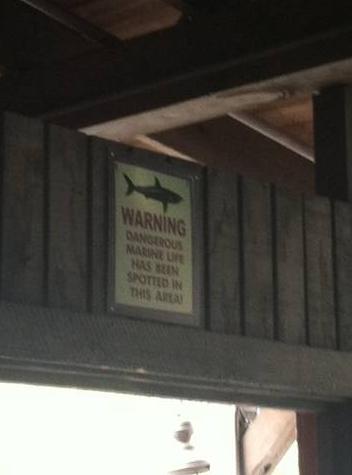 WARNING
DANGEROUS
MARINE LIFE
HAS BEEN
SPOTTED IN
THIS AREA!